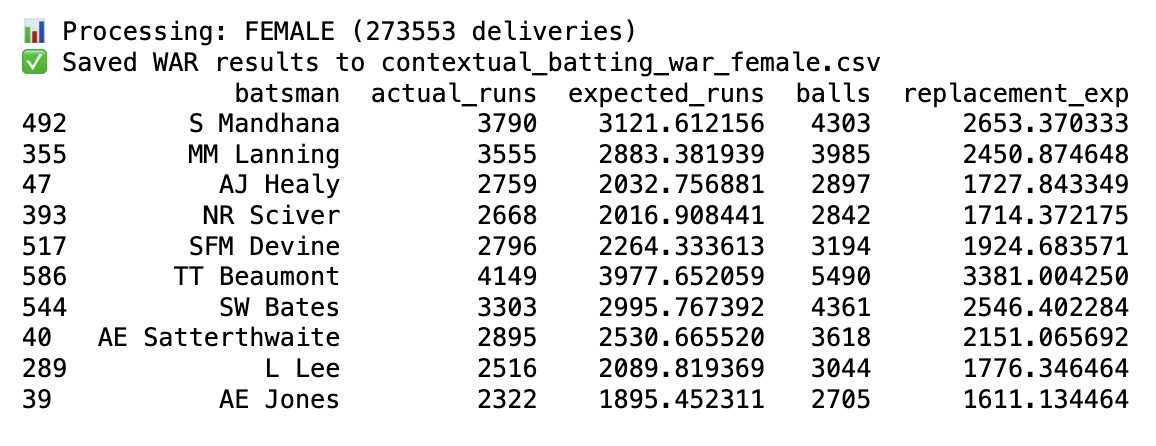 📊 Processing: FEMALE (273553 deliveries)
✅ Saved WAR results to contextual_batting_war_female.csv
batsman actual_runs expected_runs balls replacement_exp
492 S Mandhana 3790 3121.612156 4303 2653.370333
355 MM Lanning 3555 2883.381939 3985 2450.874648
47 AJ Healy 2759 2032.756881 2897 1727.843349
393 NR Sciver 2668 2016.908441 2842 1714.372175
517 SFM Devine 2796 2264.333613 3194 1924.683571
586 TT Beaumont 4149 3977.652059 5490 3381.004250
544 SW Bates 3303 2995.767392 4361 2546.402284
40 AE Satterthwaite 2895 2530.665520 3618 2151.065692
289 L Lee 2516 2089.819369 3044 1776.346464
39 AE Jones 2322 1895.452311 2705 1611.134464